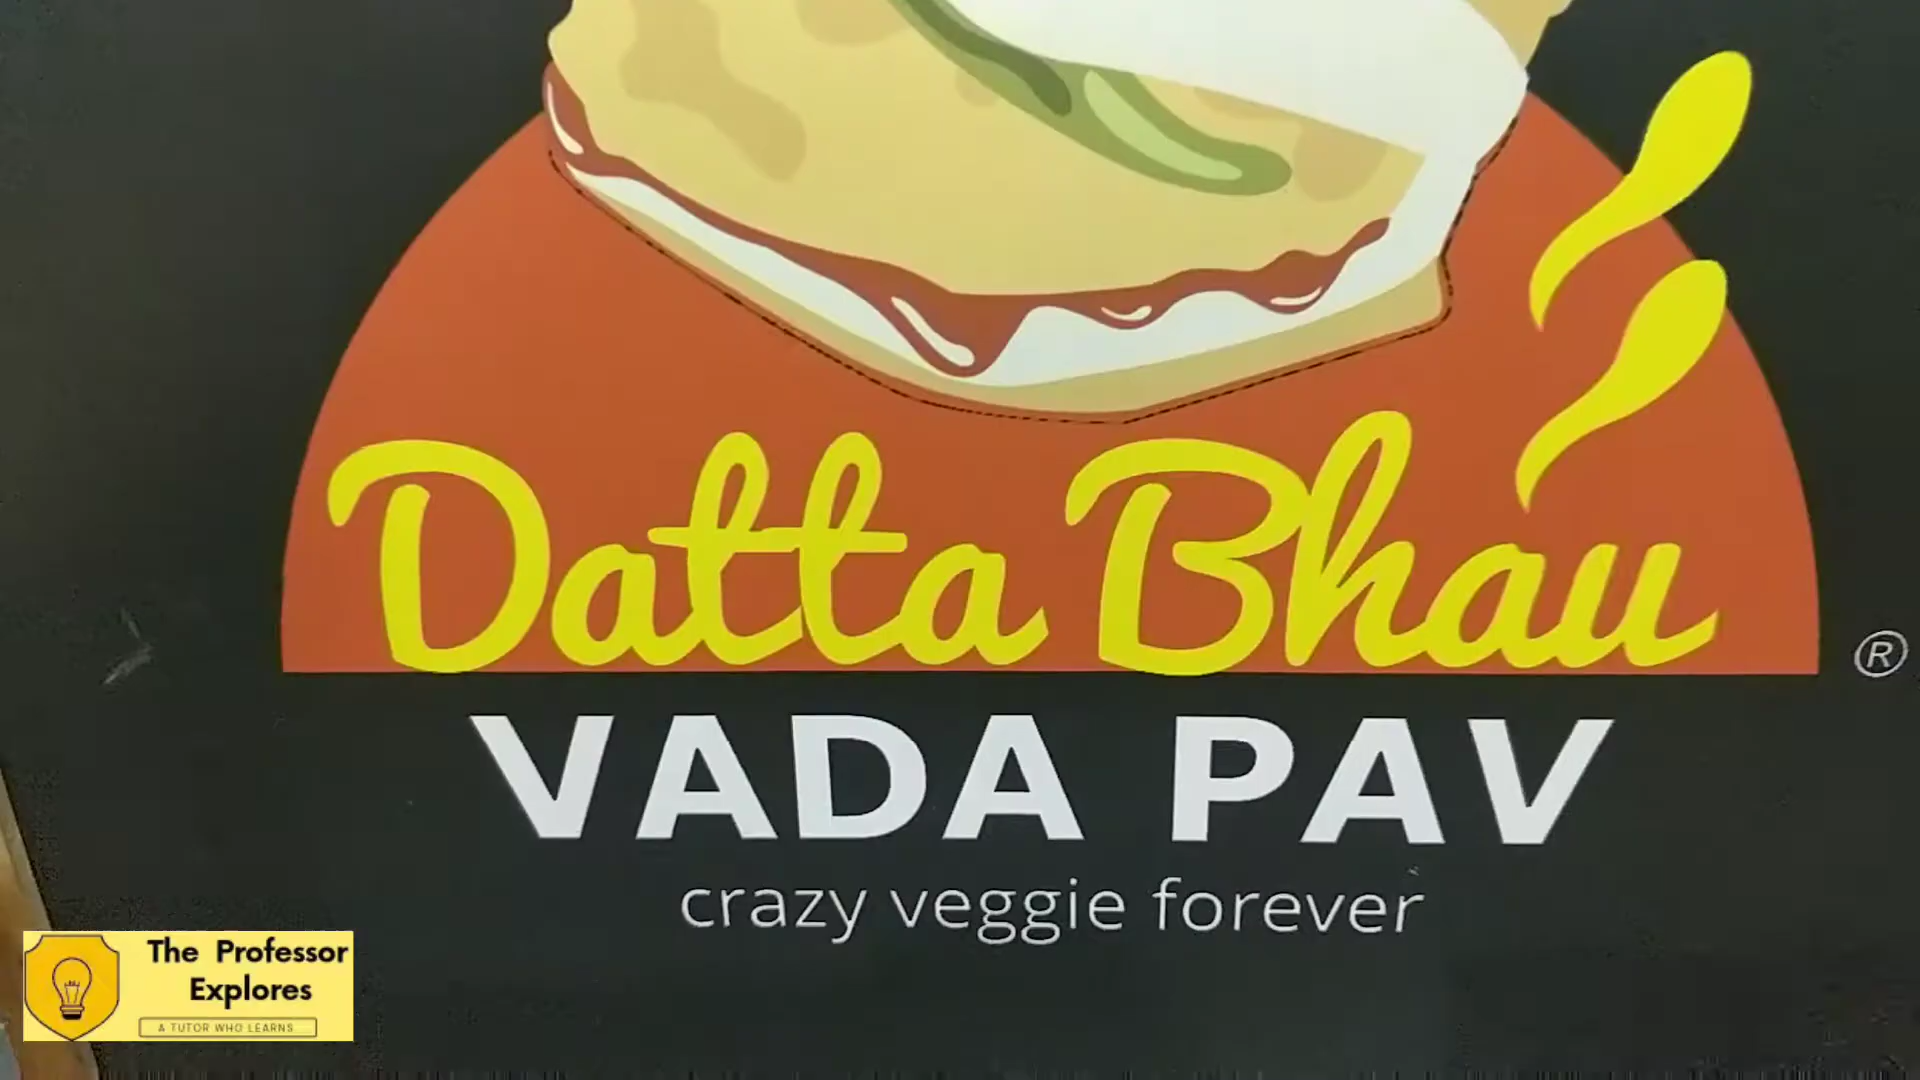 Datta Bhau
®
VADA PAV
crazy veggie forever
The Professor
Explores
A TUTOR WHO LEARNS